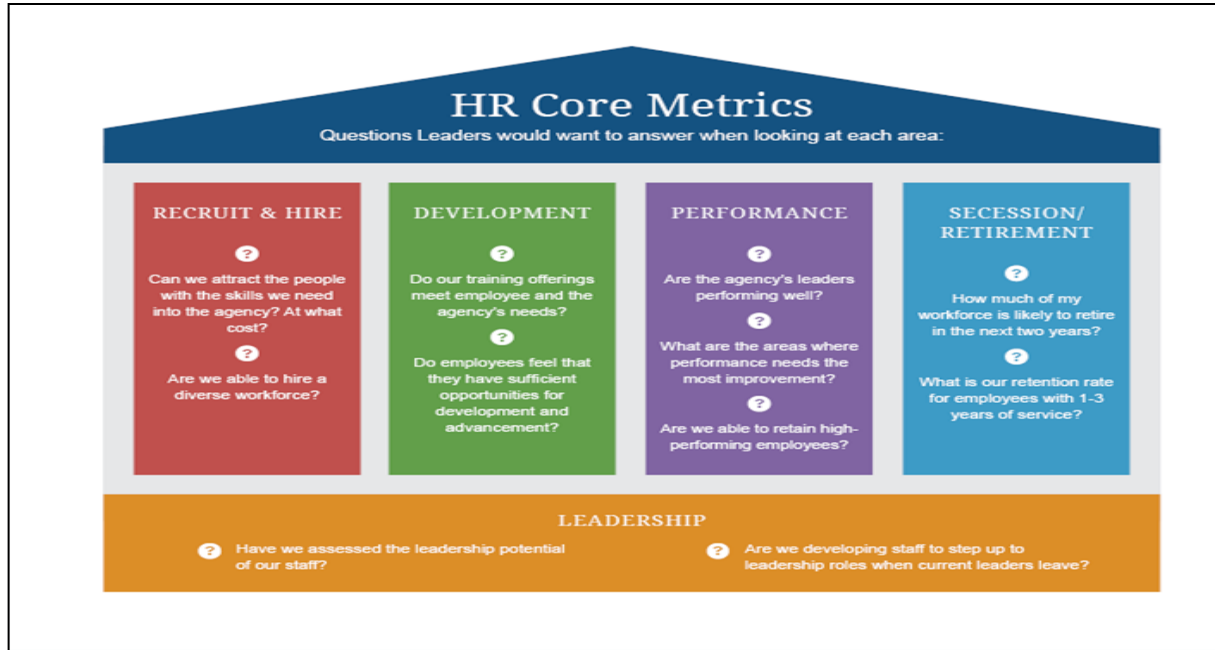 HR Core Metrics
Questions Leaders would want to answer when looking at each area:
RECRUIT & HIRE
?
Can we attract the people
with the skills we need
into the agency? At what
cost?
?
Are we able to hire a
diverse workforce?
DEVELOPMENT
?
Do our training offerings
meet employee and the
agency's needs?
?
Do employees feel that
they have sufficient
opportunities for
development and
advancement?
PERFORMANCE
?
Are the agency's leaders
performing well?
?
What are the areas where
performance needs the
most improvement?
?
Are we able to retain high-
performing employees?
SECESSION/
RETIREMENT
?
How much of my
workforce is likely to retire
in the next two years?
?
What is our retention rate
for employees with 1-3
years of service?
LEADERSHIP
? Have we assessed the leadership potential
of our staff?
? Are we developing staff to step up to
leadership roles when current leaders leave?